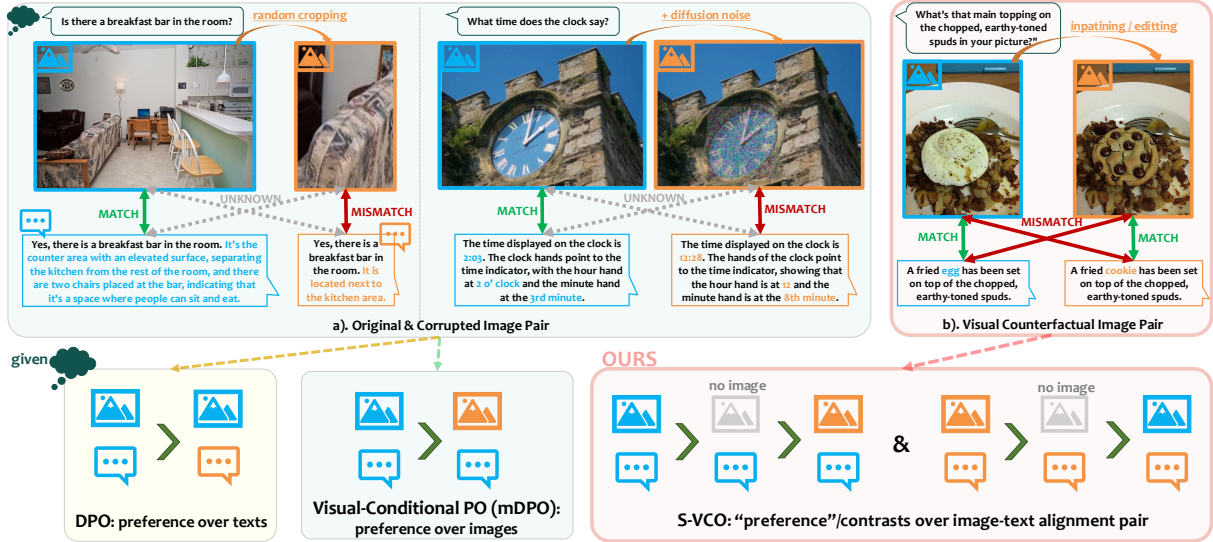 Is there a breakfast bar in the room?
random cropping
What time does the clock say?
+ diffusion noise
What's that main topping on
the chopped, earthy-toned
spuds in your picture?"
inpatining / editting
UNKNOWN
MATCH
MISMATCH
UNKNOWN
MATCH
MISMATCH
MISMATCH
MATCH
MATCH
Yes, there is a breakfast bar in the room. It's the
counter area with an elevated surface, separating
the kitchen from the rest of the room, and there
are two chairs placed at the bar, indicating that
it's a space where people can sit and eat.
Yes, there is a
breakfast bar in
the room. It is
located next to
the kitchen area.
The time displayed on the clock is
2:03. The clock hands point to the
time indicator, with the hour hand
at 2 o' clock and the minute hand
at the 3rd minute.
The time displayed on the clock is
12:28. The hands of the clock point
to the time indicator, showing that
the hour hand is at 12 and the
minute hand is at the 8th minute.
A fried egg has been set
on top of the chopped,
earthy-toned spuds.
A fried cookie has been set
on top of the chopped,
earthy-toned spuds.
a). Original & Corrupted Image Pair
b). Visual Counterfactual Image Pair
given
OURS
DPO: preference over texts
Visual-Conditional PO (mDPO):
preference over images
no image
&
no image
S-VCO: “preference”/contrasts over image-text alignment pair